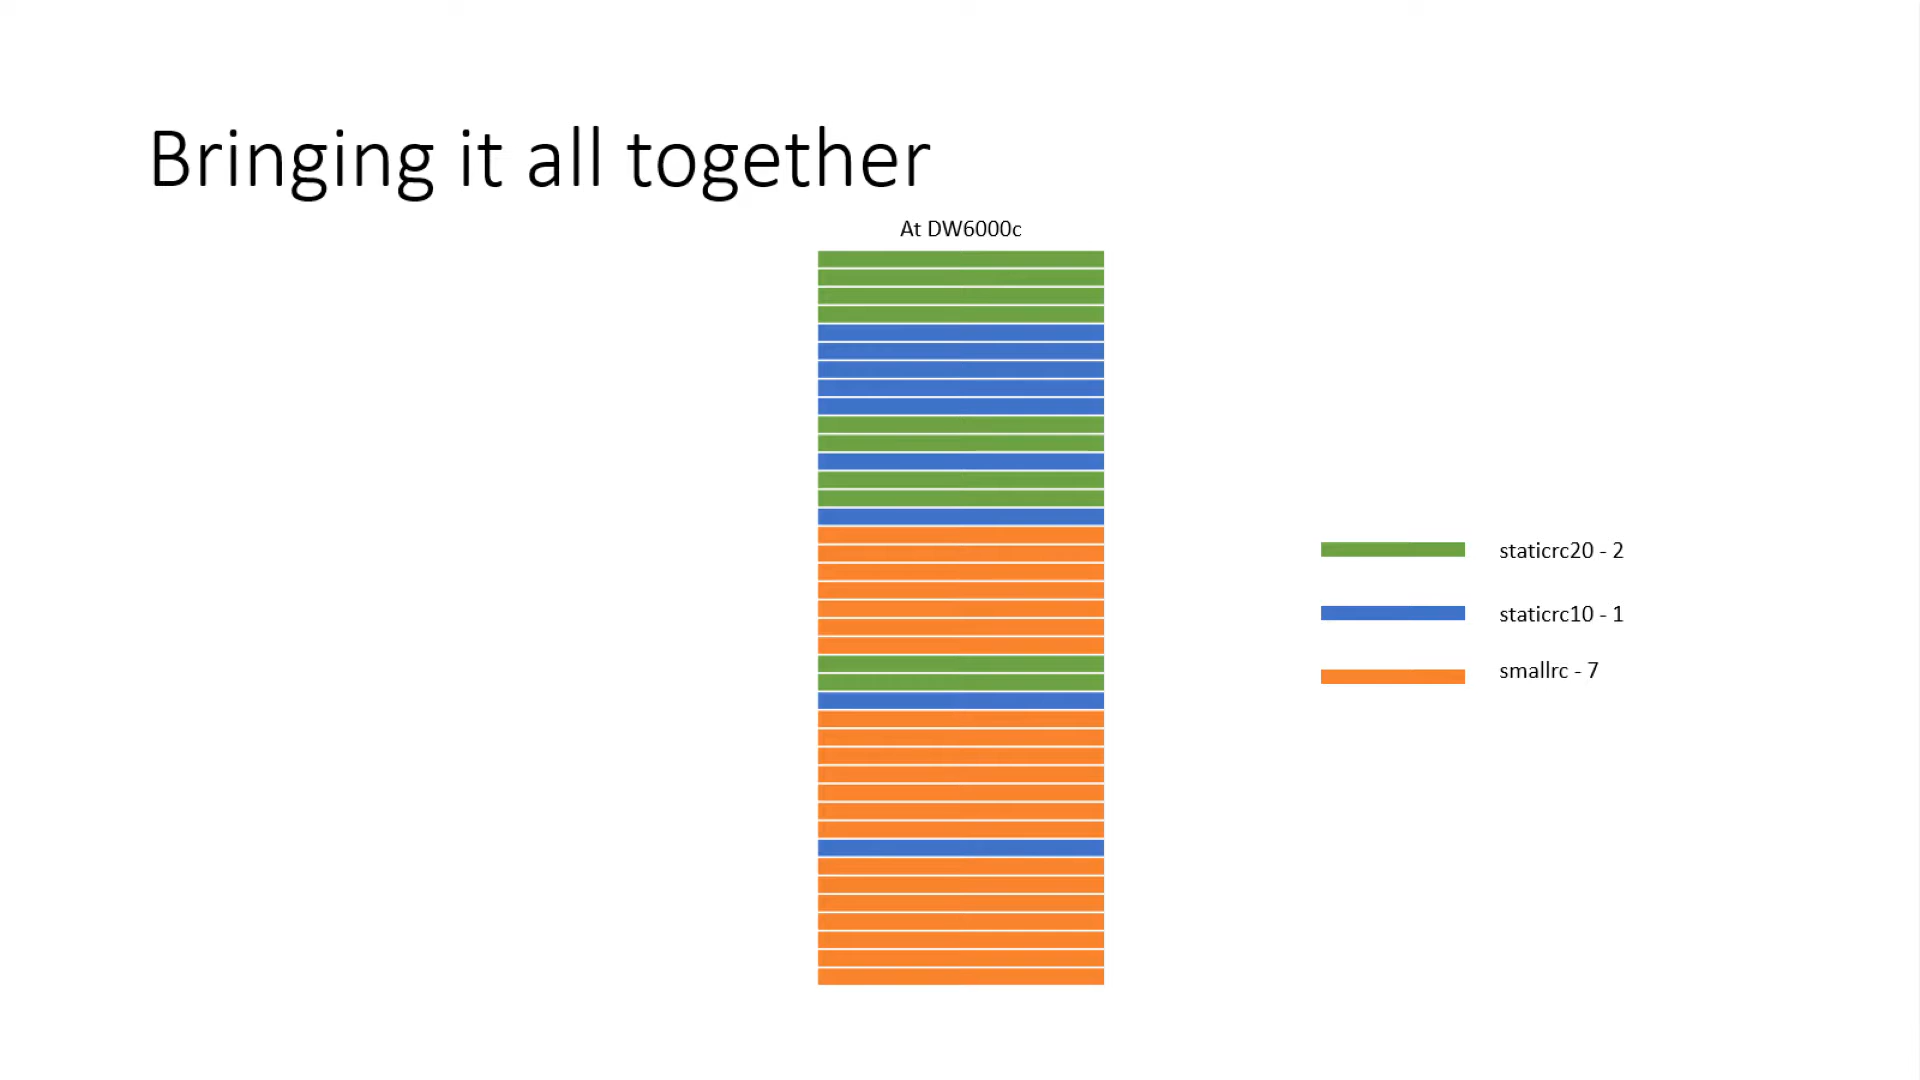 Bringing it all together
At DW6000c
staticrc20 - 2
staticrc10 - 1
smallrc - 7